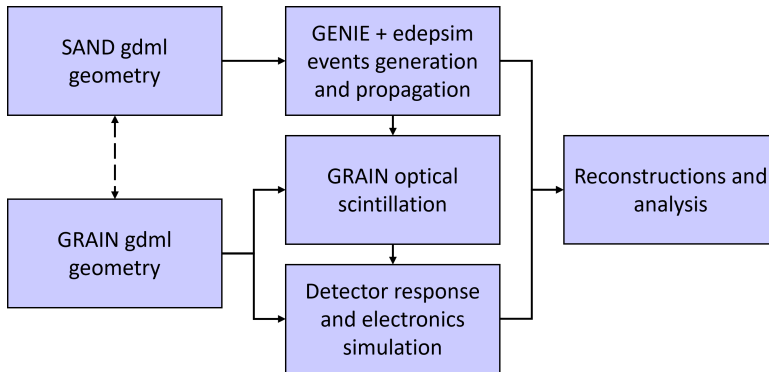 SAND gdml
geometry
GENIE + edepsim
events generation
and propagation
GRAIN optical
scintillation
Reconstructions and
analysis
GRAIN gdml
geometry
Detector response
and electronics
simulation